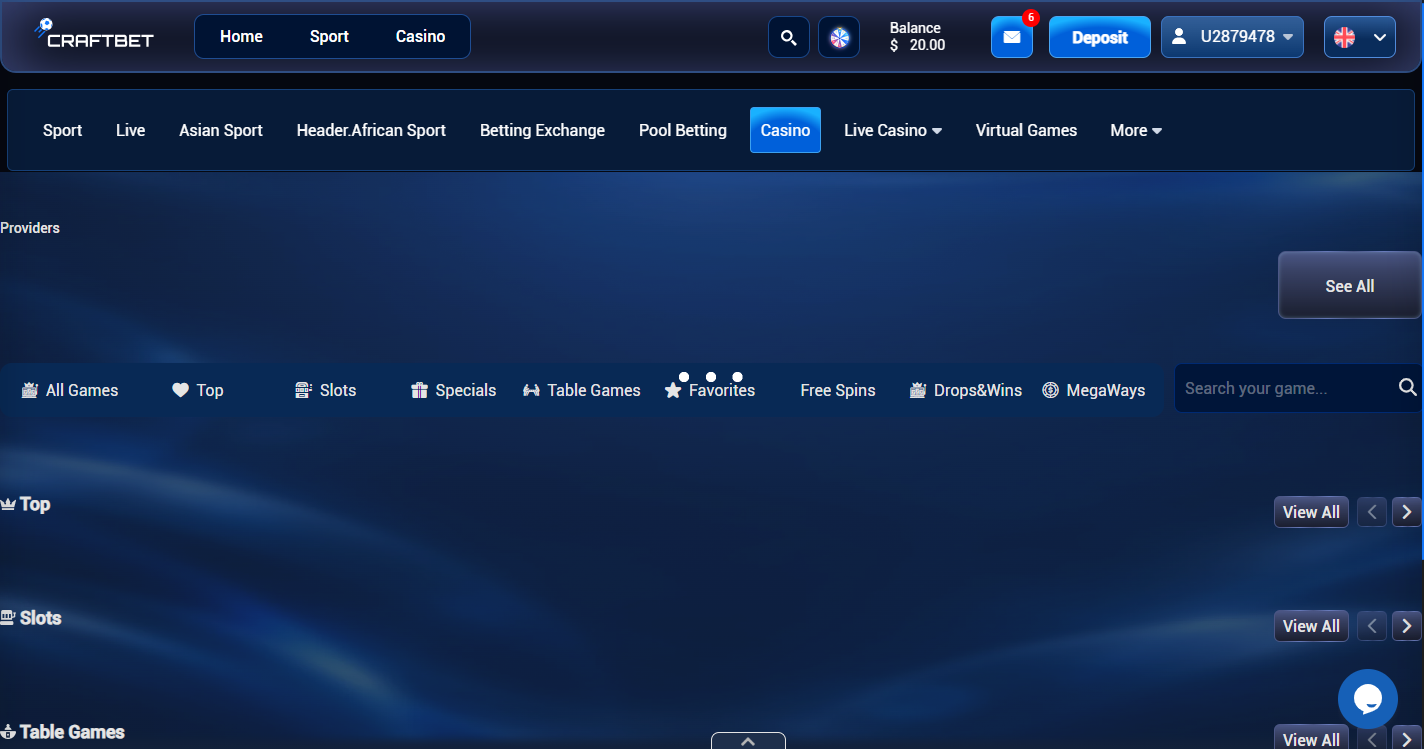 CRAFTBET
Home Sport Casino
Balance
$ 20.00
6
Deposit
U2879478
Sport Live Asian Sport Header.African Sport Betting Exchange Pool Betting Casino Live Casino Virtual Games More
Providers
See All
All Games Top Slots Specials Table Games Favorites Free Spins Drops&Wins MegaWays Search your game...
Top View All
Slots View All
Table Games View All